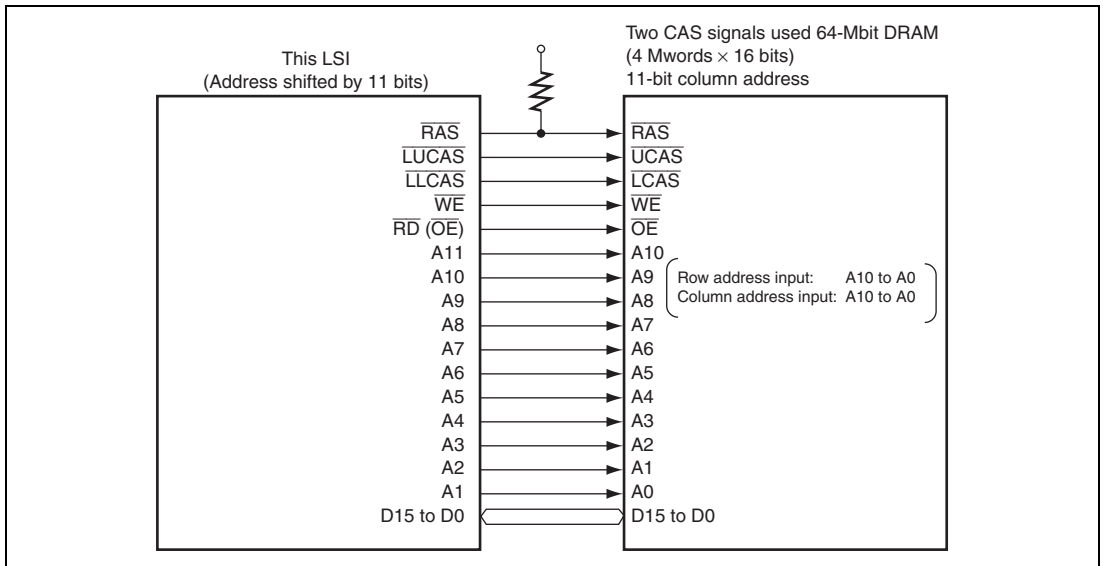 This LSI
(Address shifted by 11 bits)
Two CAS signals used 64-Mbit DRAM
(4 Mwords × 16 bits)
11-bit column address
RAS RAS
LUCAS UCAS
LLCAS LCAS
WE WE
RD (OE) OE
A11 A10
A10 A9
A9 A8
A8 A7
A7 A6
A6 A5
A5 A4
A4 A3
A3 A2
A2 A1
A1 A0
D15 to D0 D15 to D0
Row address input: A10 to A0
Column address input: A10 to A0